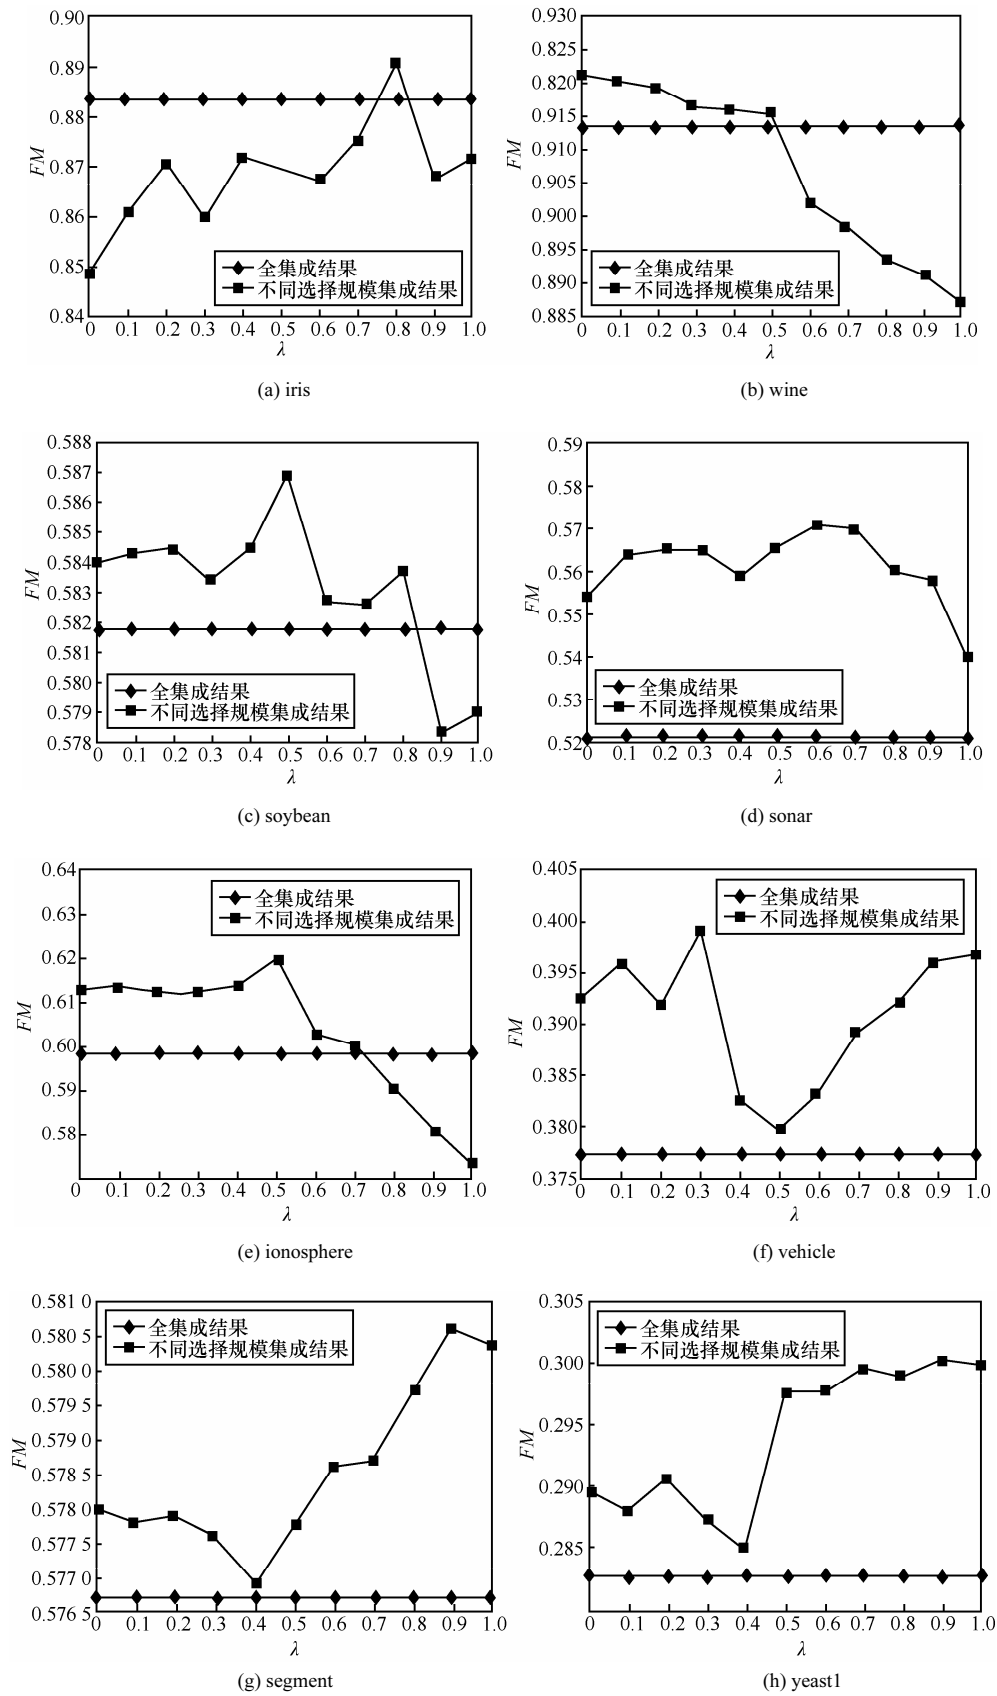 0.90
0.89
0.88
0.87
0.86
0.85
0.84
FM
全集成结果
不同选择规模集成结果
0 0.1 0.2 0.3 0.4 0.5 0.6 0.7 0.8 0.9 1.0
λ
(a) iris
0.930
0.825
0.820
0.915
0.910
0.905
0.900
0.895
0.890
0.885
FM
全集成结果
不同选择规模集成结果
0 0.1 0.2 0.3 0.4 0.5 0.6 0.7 0.8 0.9 1.0
λ
(b) wine
0.588
0.587
0.586
0.585
0.584
0.583
0.582
0.581
0.580
0.579
0.578
FM
全集成结果
不同选择规模集成结果
0 0.1 0.2 0.3 0.4 0.5 0.6 0.7 0.8 0.9 1.0
λ
(c) soybean
0.59
0.58
0.57
0.56
0.55
0.54
0.53
0.52
FM
全集成结果
不同选择规模集成结果
0 0.1 0.2 0.3 0.4 0.5 0.6 0.7 0.8 0.9 1.0
λ
(d) sonar
0.64
0.63
0.62
0.61
0.60
0.59
0.58
FM
全集成结果
不同选择规模集成结果
0 0.1 0.2 0.3 0.4 0.5 0.6 0.7 0.8 0.9 1.0
λ
(e) ionosphere
0.405
0.400
0.395
0.390
0.385
0.380
0.375
FM
全集成结果
不同选择规模集成结果
0 0.1 0.2 0.3 0.4 0.5 0.6 0.7 0.8 0.9 1.0
λ
(f) vehicle
0.581 0
0.580 5
0.580 0
0.579 5
0.579 0
0.578 5
0.578 0
0.577 5
0.577 0
0.576 5
FM
全集成结果
不同选择规模集成结果
0 0.1 0.2 0.3 0.4 0.5 0.6 0.7 0.8 0.9 1.0
λ
(g) segment
0.305
0.300
0.295
0.290
0.285
FM
全集成结果
不同选择规模集成结果
0 0.1 0.2 0.3 0.4 0.5 0.6 0.7 0.8 0.9 1.0
λ
(h) yeast1